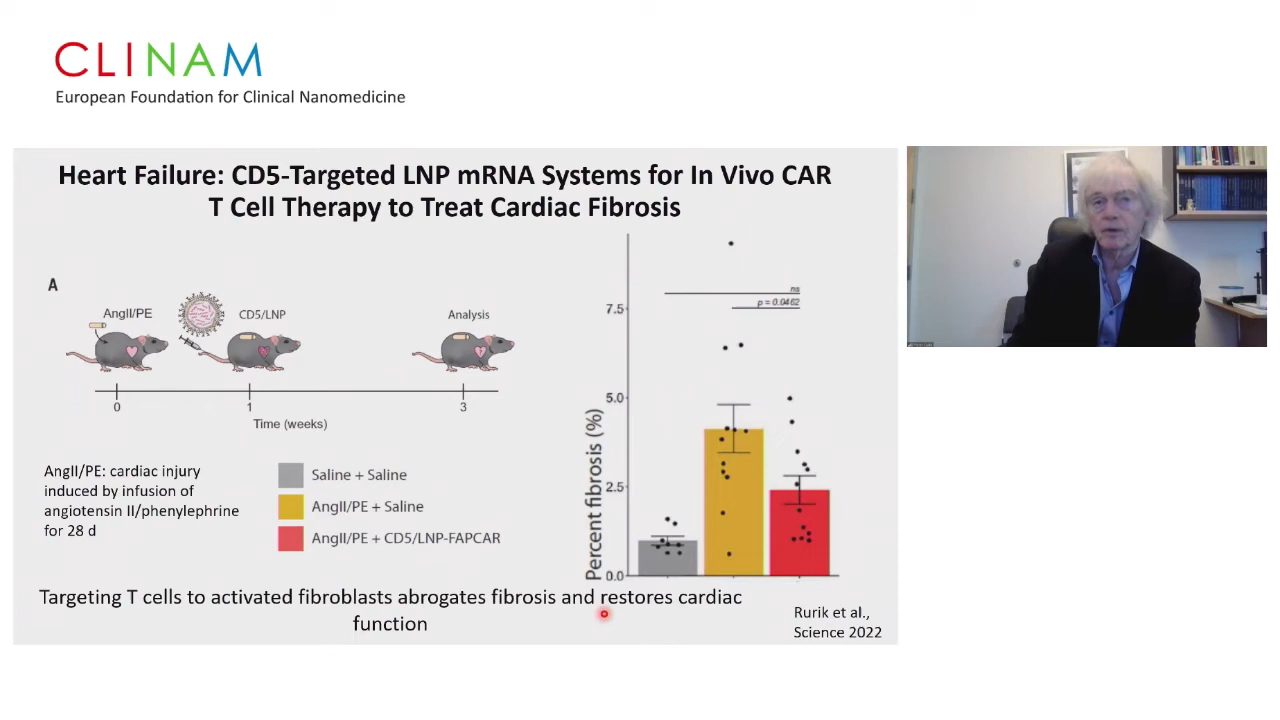 CLINAM
European Foundation for Clinical Nanomedicine
Heart Failure: CD5-Targeted LNP mRNA Systems for In Vivo CAR
T Cell Therapy to Treat Cardiac Fibrosis
A
AngII/PE
CD5/LNP
Analysis
0
1
3
Time (weeks)
AngII/PE: cardiac injury
induced by infusion of
angiotensin II/phenylephrine
for 28 d
Saline + Saline
AngII/PE + Saline
AngII/PE + CD5/LNP-FAPCAR
Percent fibrosis (%)
7.5
5.0
2.5
0.0
ns
p = 0.0462
Targeting T cells to activated fibroblasts abrogates fibrosis and restores cardiac
function
Rurik et al.,
Science 2022